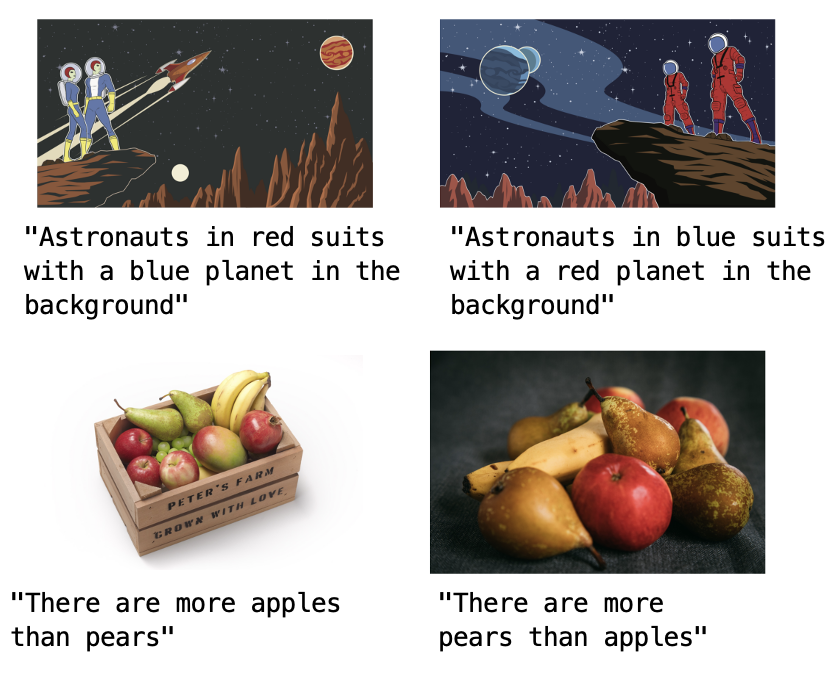 "Astronauts in red suits
with a blue planet in the
background"
"Astronauts in blue suits
with a red planet in the
background"
PETER'S FARM
GROWN WITH LOVE
"There are more apples
than pears"
"There are more
pears than apples"